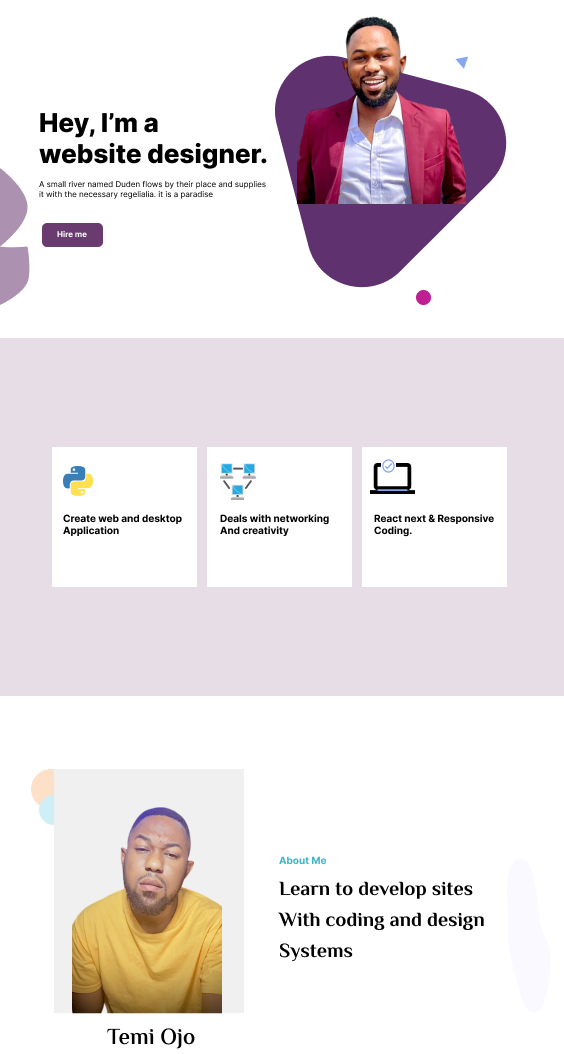 Hey, I'm a
website designer.
A small river named Duden flows by their place and supplies
it with the necessary regelialia. it is a paradise
Hire me
Create web and desktop
Application
Deals with networking
And creativity
React next & Responsive
Coding.
About Me
Learn to develop sites
With coding and design
Systems
Temi Ojo